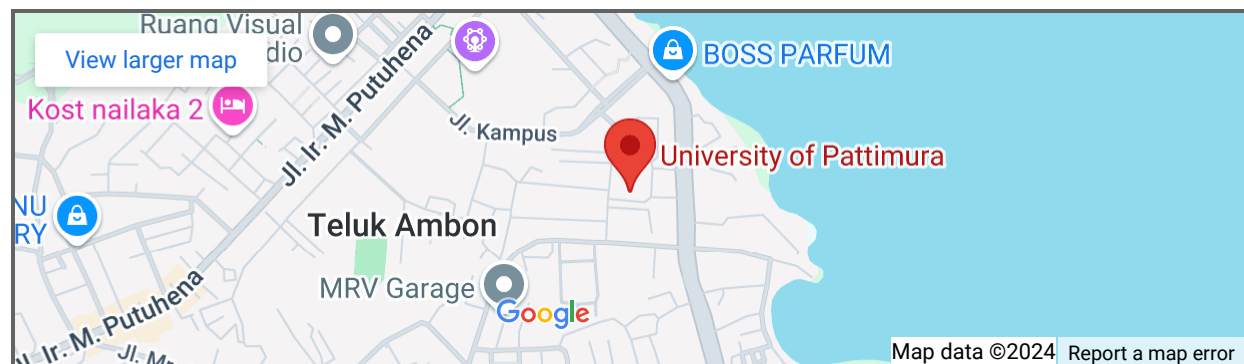 Ruang Visual
dio
View larger map
Kost nailaka 2
Jl. Ir. M. Putuhena
BOSS PARFUM
Jl. Kampus
University of Pattimura
NU
RY
Teluk Ambon
MRV Garage
Google
Jl. Ir. M. Putuhena
Map data ©2024
Report a map error